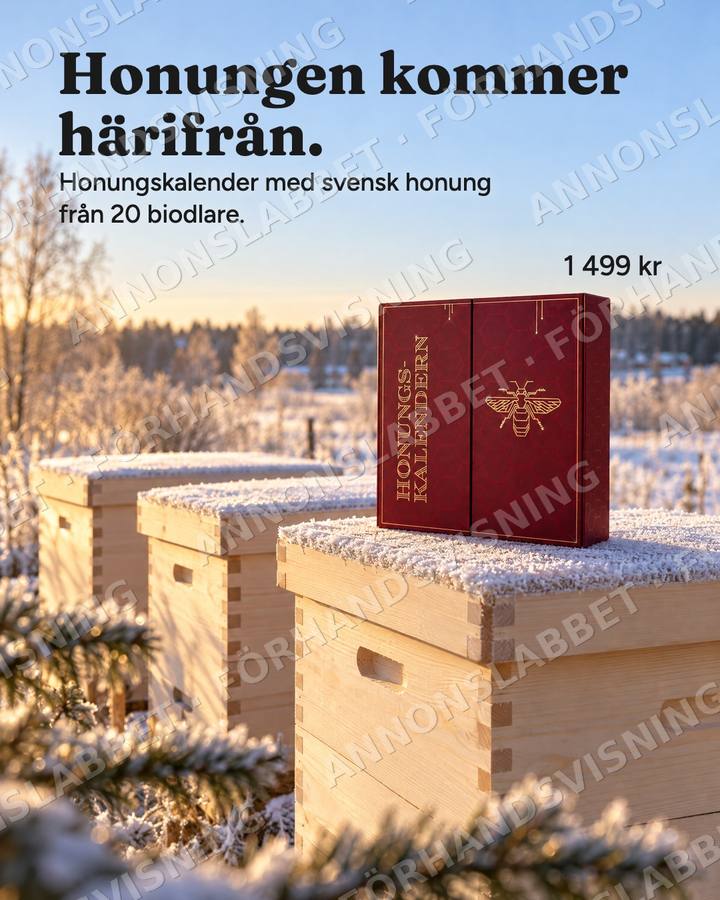 Honungen kommer
härifrån.
Honungskalender med svensk honung
från 20 biodlare.
1 499 kr
HONUNGS-
KALENDERN
ANNONSLABBET · FÖRHANDSVISNING